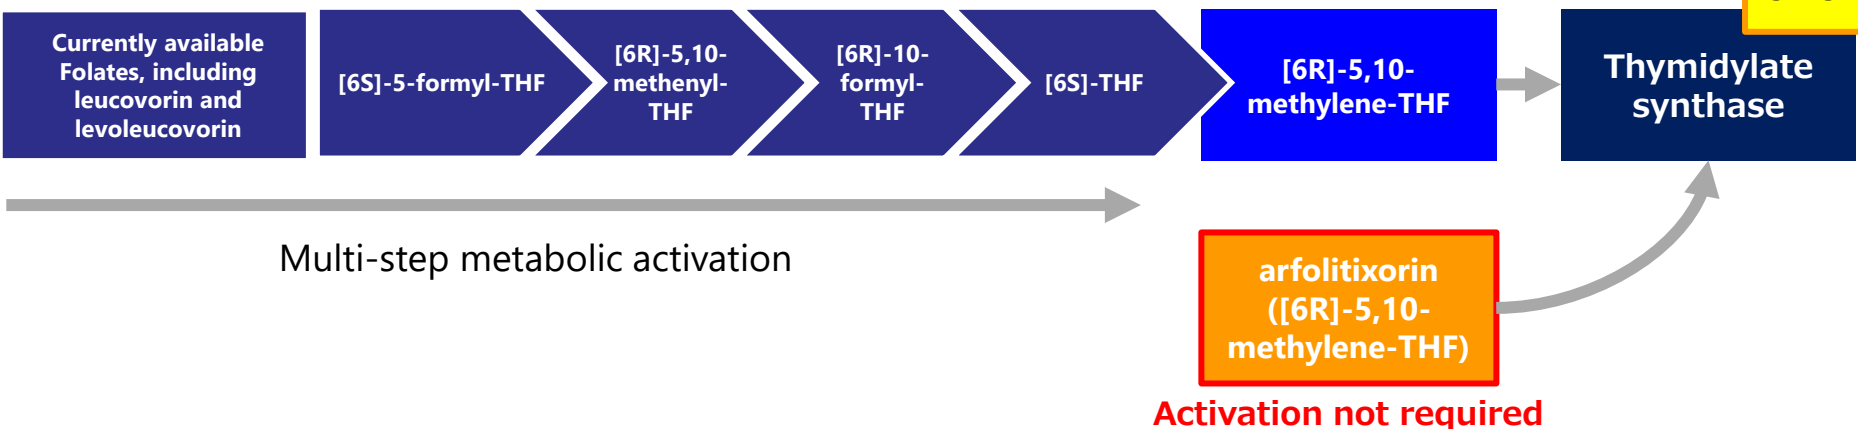 Currently available
Folates, including
leucovorin and
levoleucovorin
[6S]-5-formyl-THF
[6R]-5,10-
methenyl-
THF
[6R]-10-
formyl-
THF
[6S]-THF
[6R]-5,10-
methylene-THF
Thymidylate
synthase
Multi-step metabolic activation
arfolitixorin
([6R]-5,10-
methylene-THF)
Activation not required